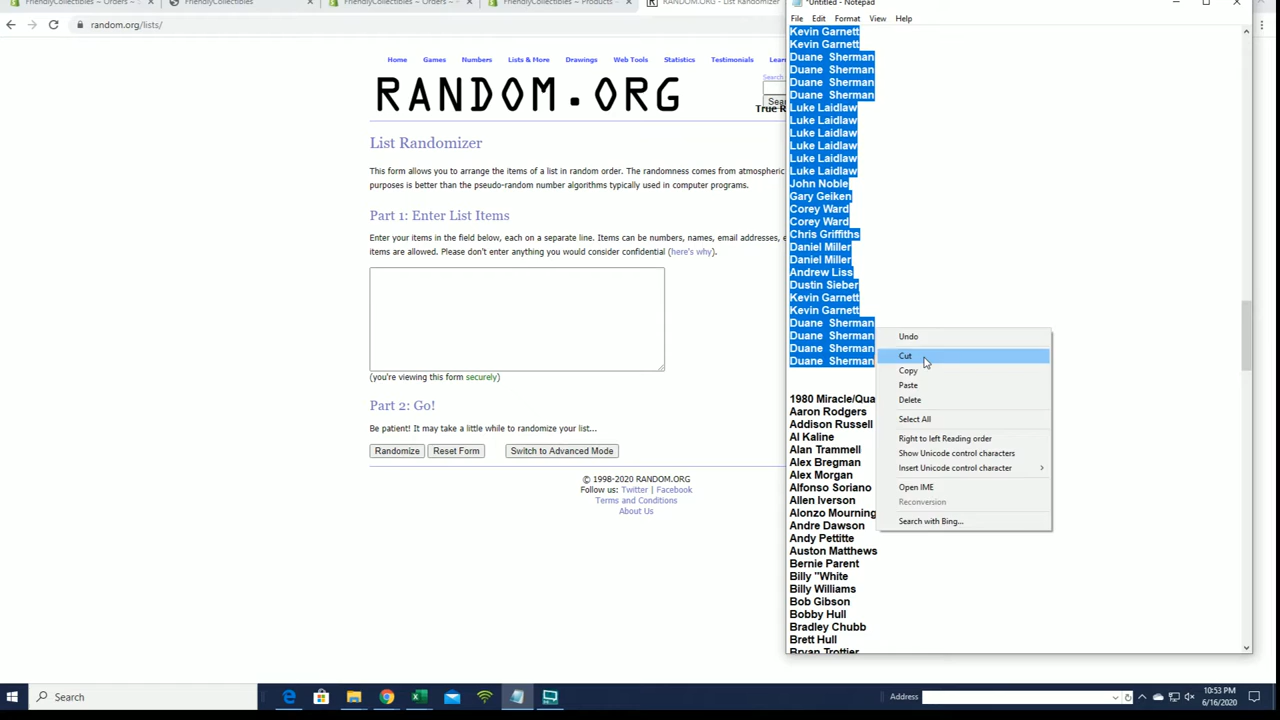 FriendlyCollectibles – Orders –
FriendlyCollectibles
FriendlyCollectibles ~ Orders ~
FriendlyCollectibles ~ Products ~
RANDOM.ORG - List Randomizer
random.org/lists/
Home Games Numbers Lists & More Drawings Web Tools Statistics Testimonials Lear
RANDOM.ORG
Search
Sea
True R
List Randomizer
This form allows you to arrange the items of a list in random order. The randomness comes from atmospheric
purposes is better than the pseudo-random number algorithms typically used in computer programs.
Part 1: Enter List Items
Enter your items in the field below, each on a separate line. Items can be numbers, names, email addresses, e
items are allowed. Please don't enter anything you would consider confidential (here's why).
(you're viewing this form securely)
Part 2: Go!
Be patient! It may take a little while to randomize your list...
Randomize Reset Form Switch to Advanced Mode
© 1998-2020 RANDOM.ORG
Follow us: Twitter | Facebook
Terms and Conditions
About Us
*Untitled - Notepad
File Edit Format View Help
Kevin Garnett
Kevin Garnett
Duane Sherman
Duane Sherman
Duane Sherman
Duane Sherman
Luke Laidlaw
Luke Laidlaw
Luke Laidlaw
Luke Laidlaw
Luke Laidlaw
Luke Laidlaw
John Noble
Gary Geiken
Corey Ward
Corey Ward
Chris Griffiths
Daniel Miller
Daniel Miller
Andrew Liss
Dustin Sieber
Kevin Garnett
Kevin Garnett
Duane Sherman
Duane Sherman
Duane Sherman
Duane Sherman
1980 Miracle/Qua
Aaron Rodgers
Addison Russell
Al Kaline
Alan Trammell
Alex Bregman
Alex Morgan
Alfonso Soriano
Allen Iverson
Alonzo Mourning
Andre Dawson
Andy Pettitte
Auston Matthews
Bernie Parent
Billy "White
Billy Williams
Bob Gibson
Bobby Hull
Bradley Chubb
Brett Hull
Bryan Trottier
Undo
Cut
Copy
Paste
Delete
Select All
Right to left Reading order
Show Unicode control characters
Insert Unicode control character
Open IME
Reconversion
Search with Bing...
Search
Address
10:53 PM
6/16/2020